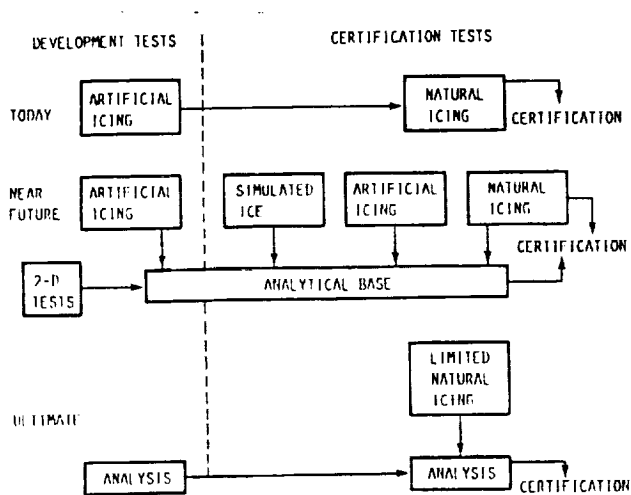 DEVELOPMENT TESTS
CERTIFICATION TESTS
TODAY
ARTIFICIAL
ICING
NATURAL
ICING
CERTIFICATION
NEAR
FUTURE
ARTIFICIAL
ICING
SIMULATED
ICE
ARTIFICIAL
ICING
NATURAL
ICING
CERTIFICATION
2-D
TESTS
ANALYTICAL BASE
LIMITED
NATURAL
ICING
ULTIMATE
ANALYSIS
ANALYSIS
CERTIFICATION